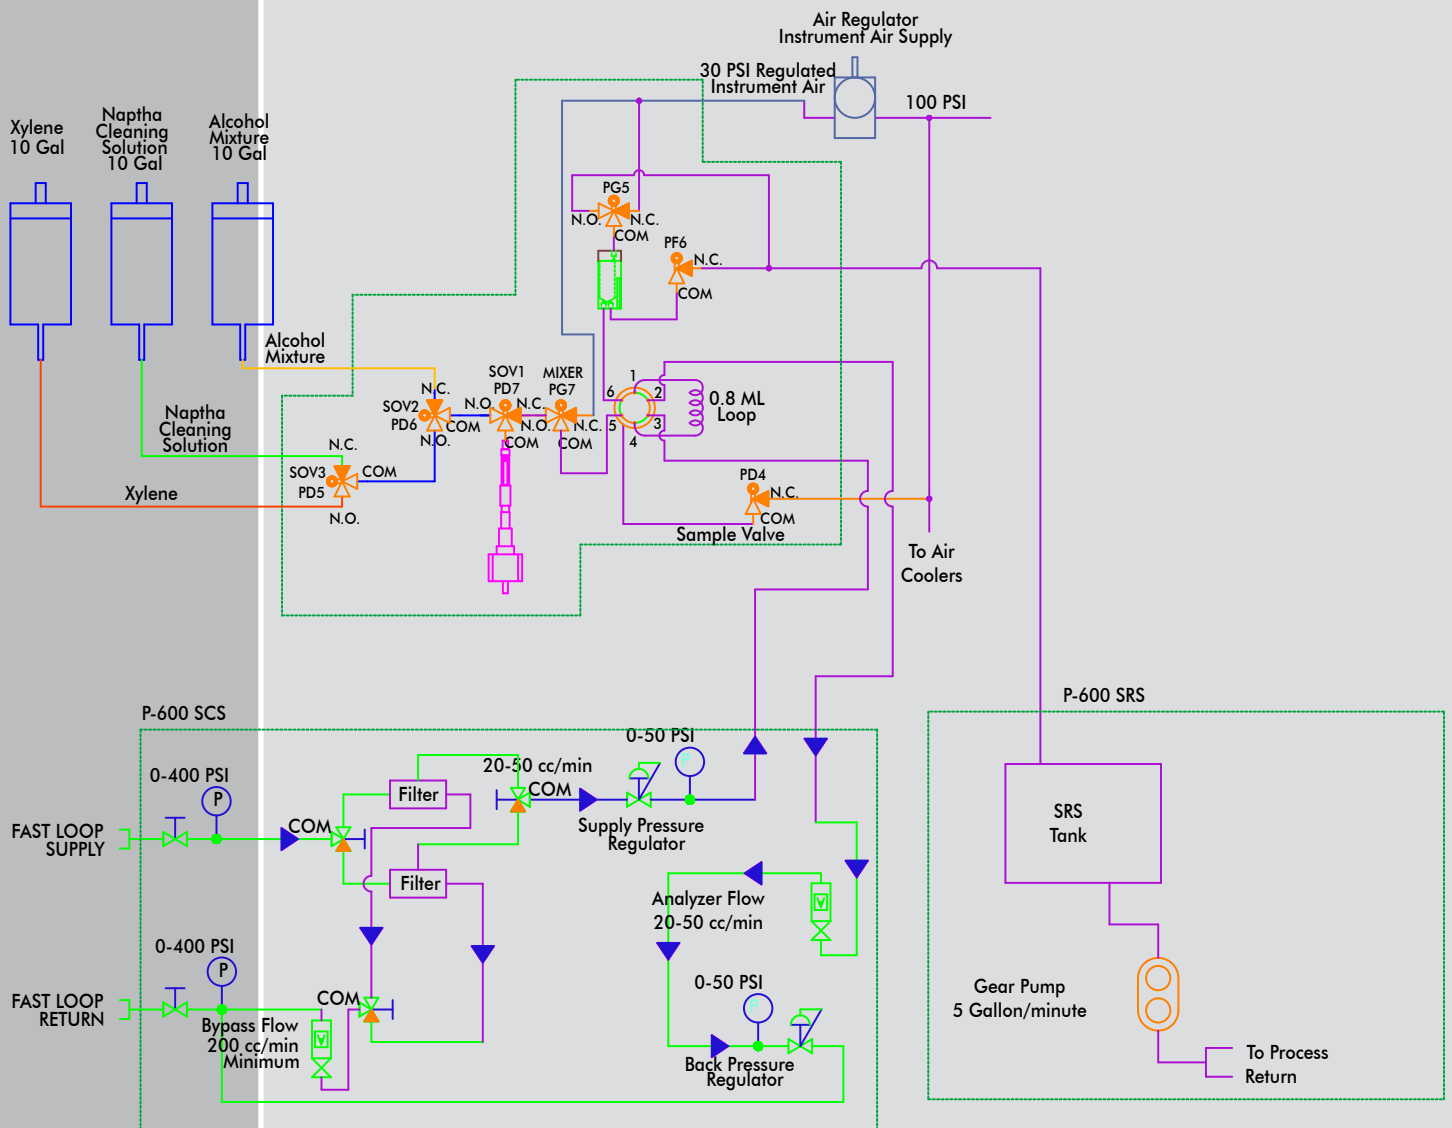 Air Regulator
Instrument Air Supply
30 PSI Regulated
Instrument Air
100 PSI
Xylene
10 Gal
Naptha
Cleaning
Solution
10 Gal
Alcohol
Mixture
10 Gal
PG5
N.O.
N.C.
COM
PF6
N.C.
COM
Alcohol
Mixture
SOV1
PD7
MIXER
PG7
N.C.
SOV2
PD6
COM
N.O.
N.O.
N.C.
N.O.
COM
N.C.
COM
1
2
3
4
5
6
0.8 ML
Loop
Naptha
Cleaning
Solution
N.C.
SOV3
PD5
COM
N.O.
Xylene
PD4
N.C.
COM
Sample Valve
To Air
Coolers
P-600 SCS
P-600 SRS
0-400 PSI
P
FAST LOOP
SUPPLY
COM
Filter
Filter
20-50 cc/min
COM
0-50 PSI
P
Supply Pressure
Regulator
Analyzer Flow
20-50 cc/min
0-400 PSI
P
FAST LOOP
RETURN
COM
Bypass Flow
200 cc/min
Minimum
0-50 PSI
P
Back Pressure
Regulator
SRS
Tank
Gear Pump
5 Gallon/minute
To Process
Return